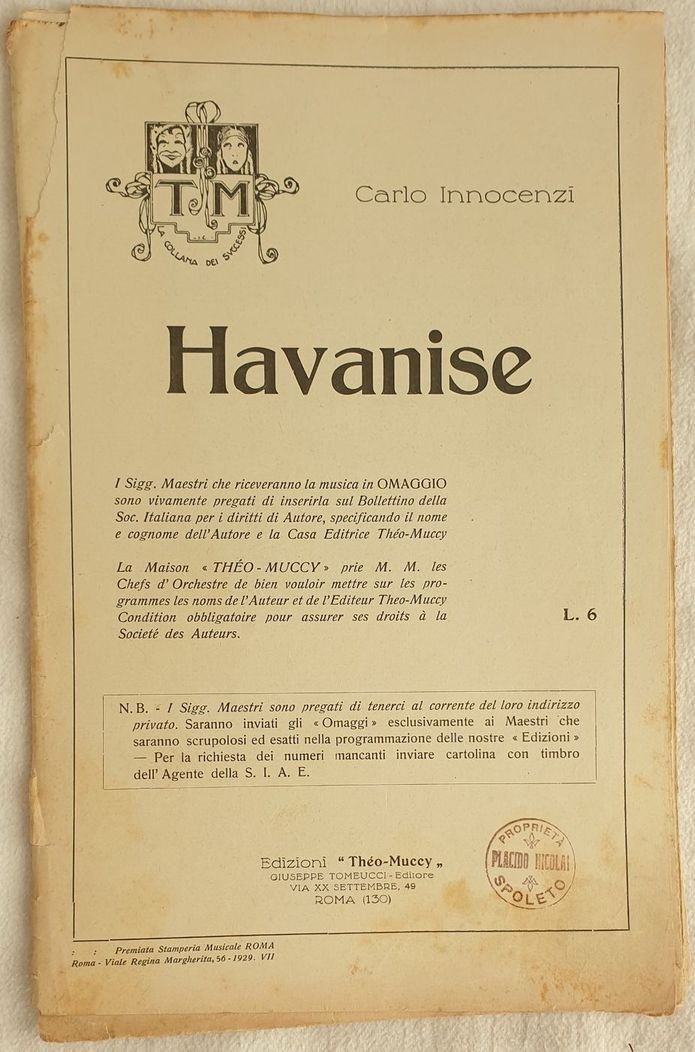 T M
LA COLLANA DEI SUCCESSI
Carlo Innocenzi
Havanise
I Sigg. Maestri che riceveranno la musica in OMAGGIO
sono vivamente pregati di inserirla sul Bollettino della
Soc. Italiana per i diritti di Autore, specificando il nome
e cognome dell'Autore e la Casa Editrice Théo-Muccy
La Maison « THÉO-MUCCY » prie M. M. les
Chefs d'Orchestre de bien vouloir mettre sur les pro-
grammes les noms de l'Auteur et de l'Editeur Theo-Muccy
Condition obbligatoire pour assurer ses droits à la
Societé des Auteurs.
L. 6
N. B. - I Sigg. Maestri sono pregati di tenerci al corrente del loro indirizzo
privato. Saranno inviati gli « Omaggi » esclusivamente ai Maestri che
saranno scrupolosi ed esatti nella programmazione delle nostre « Edizioni »
— Per la richiesta dei numeri mancanti inviare cartolina con timbro
dell'Agente della S. I. A. E.
Edizioni “ Théo-Muccy „
GIUSEPPE TOMEUCCI - Editore
VIA XX SETTEMBRE, 49
ROMA (130)
PROPRIETÀ
PLACIDO NICOLAI
SPOLETO
: : Premiata Stamperia Musicale ROMA
Roma - Viale Regina Margherita, 56 - 1929. VII